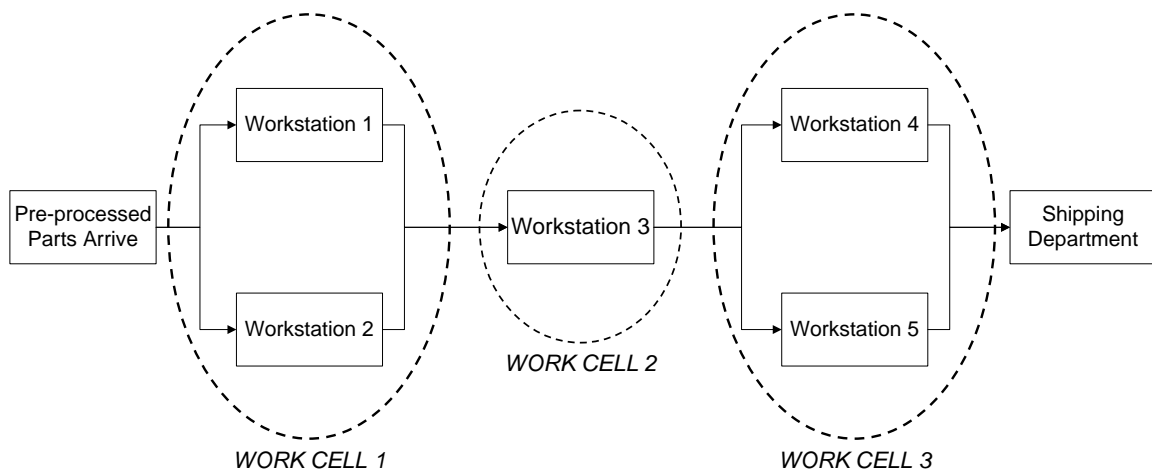 Pre-processed
Parts Arrive
Workstation 1
Workstation 2
WORK CELL 1
Workstation 3
WORK CELL 2
Workstation 4
Workstation 5
WORK CELL 3
Shipping
Department